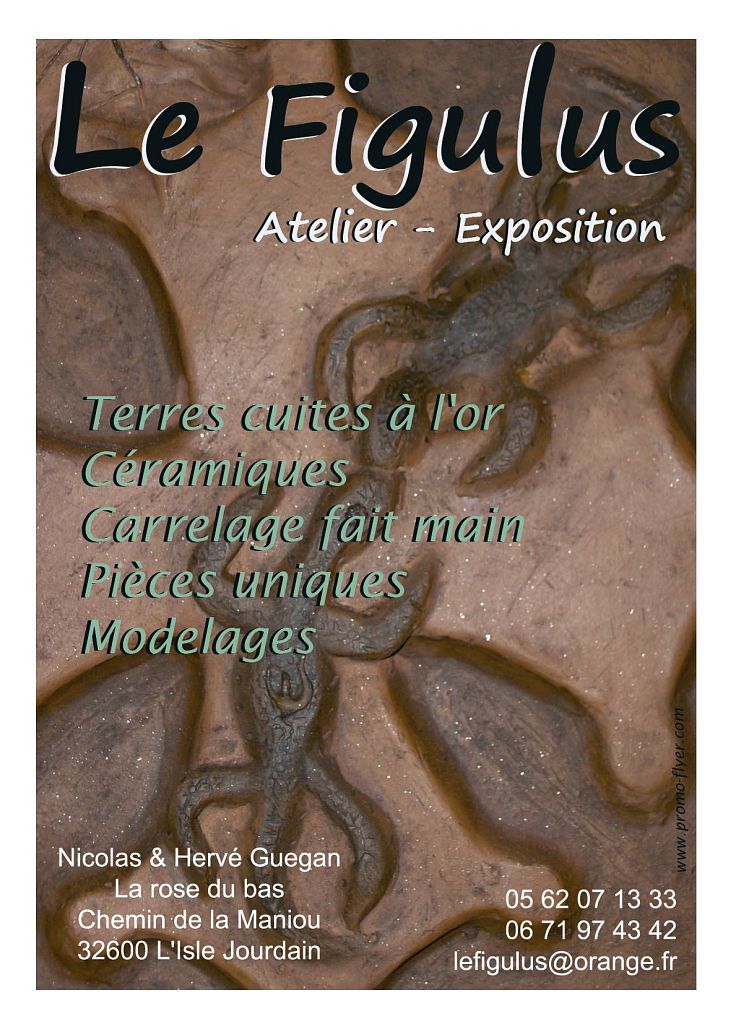 Le Figulus
Atelier - Exposition
Terres cuites à l'or
Céramiques
Carrelage fait main
Pièces uniques
Modelages
www.promo-flyer.com
Nicolas & Hervé Guegan
La rose du bas
Chemin de la Maniou
32600 L'Isle Jourdain
05 62 07 13 33
06 71 97 43 42
lefigulus@orange.fr